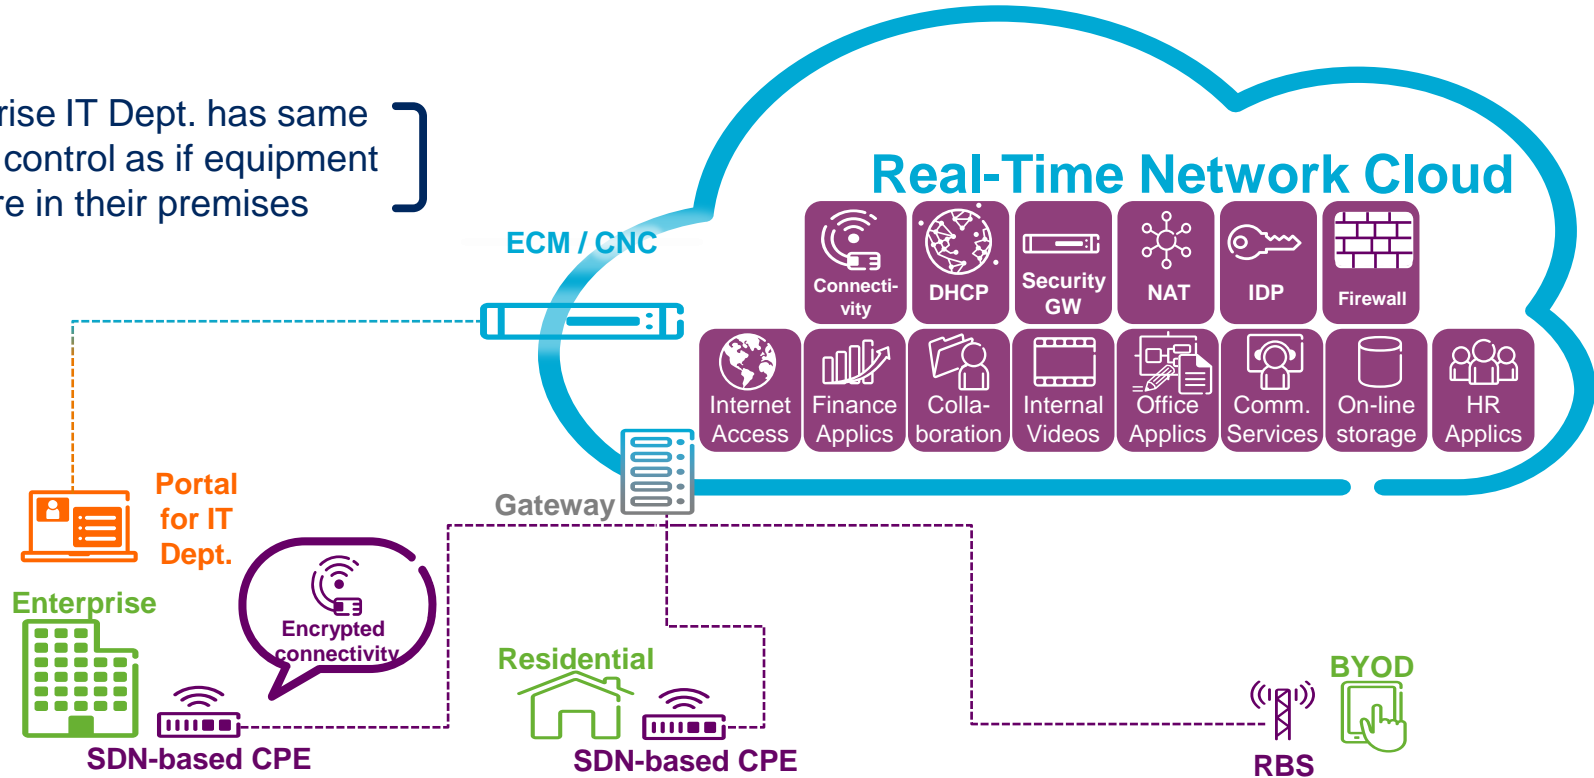 rise IT Dept. has same
control as if equipment
re in their premises
Real-Time Network Cloud
ECM / CNC
Connecti-
vity
DHCP
Security
GW
NAT
IDP
Firewall
Internet
Access
Finance
Applics
Colla-
boration
Internal
Videos
Office
Applics
Comm.
Services
On-line
storage
HR
Applics
Gateway
Portal
for IT
Dept.
Encrypted
connectivity
Enterprise
SDN-based CPE
Residential
SDN-based CPE
BYOD
RBS